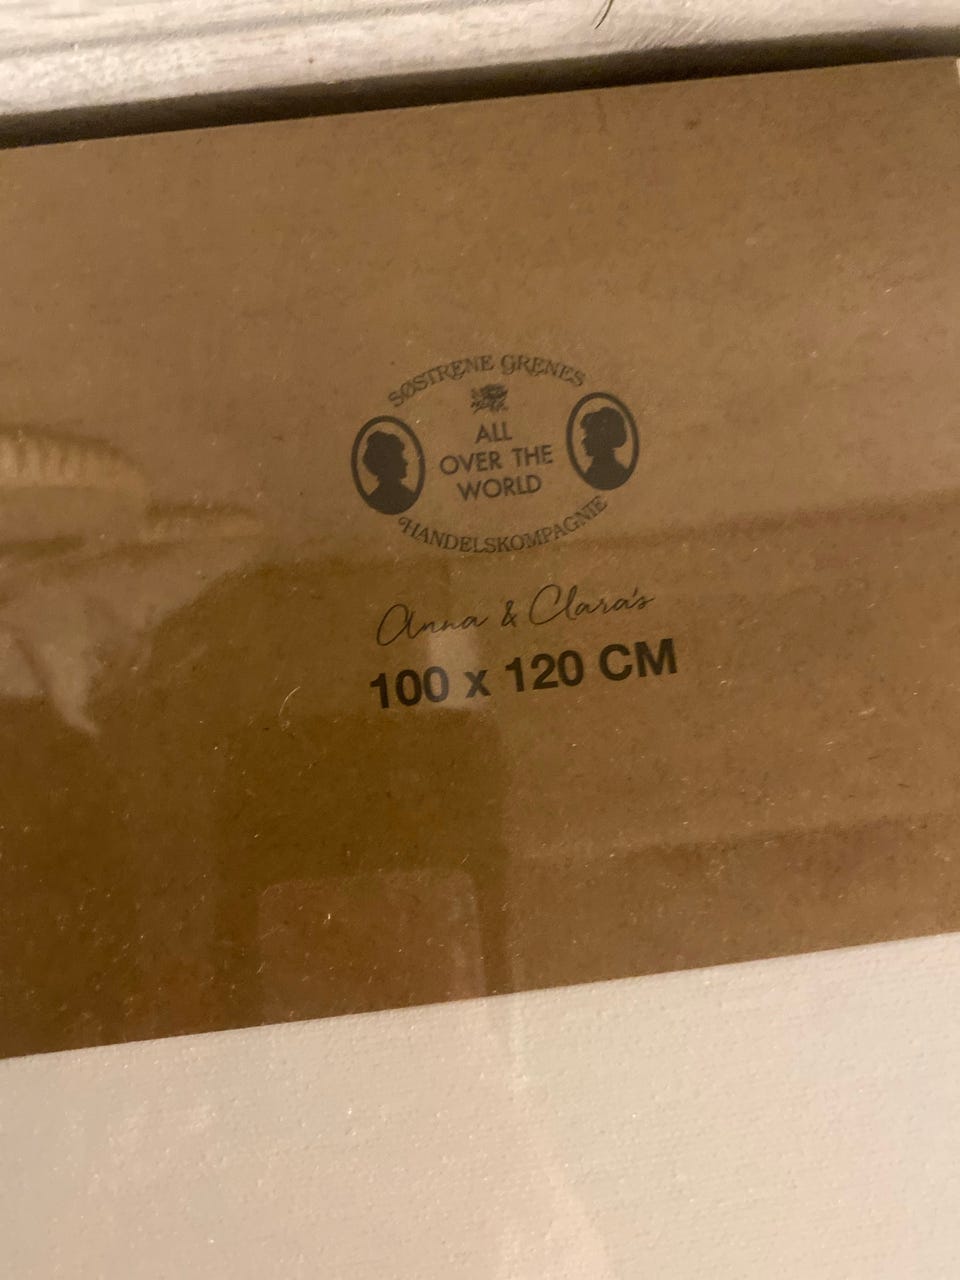 SØSTRENE GRENES
ALL
OVER THE
WORLD
HANDELSKOMPAGNIE
Anna & Clara's
100 x 120 CM